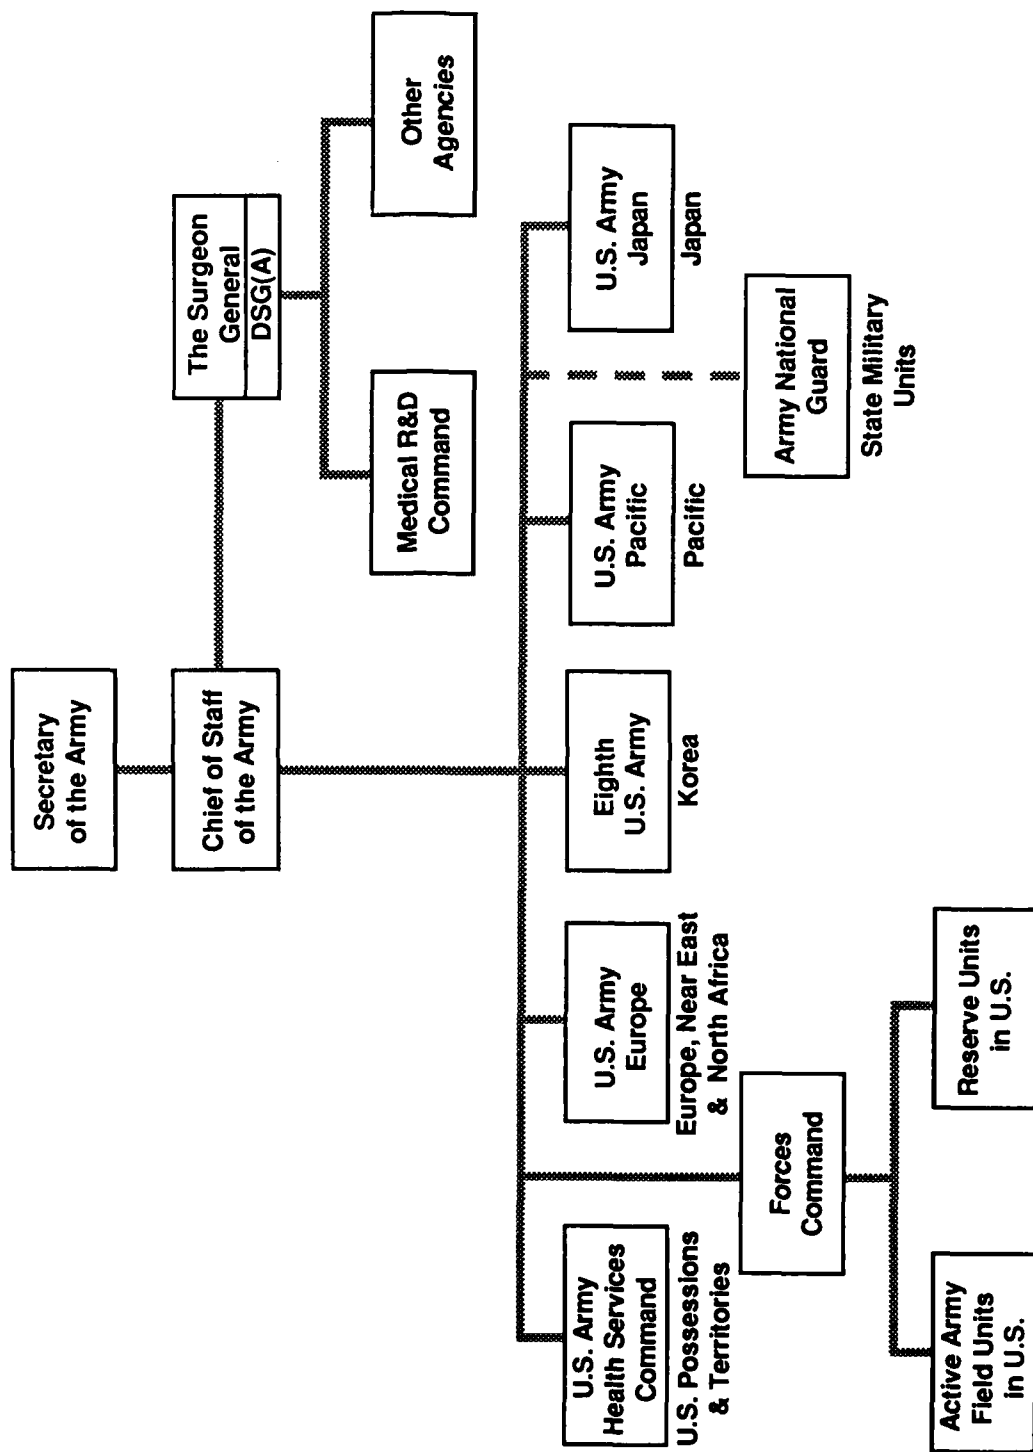 Secretary
of the Army
Chief of Staff
of the Army
The Surgeon
General
DSG(A)
Medical R&D
Command
Other
Agencies
U.S. Army
Health Services
Command
U.S. Possessions
& Territories
U.S. Army
Europe
Europe, Near East
& North Africa
Eighth
U.S. Army
Korea
U.S. Army
Pacific
Pacific
U.S. Army
Japan
Japan
Forces
Command
Army National
Guard
State Military
Units
Active Army
Field Units
in U.S.
Reserve Units
in U.S.